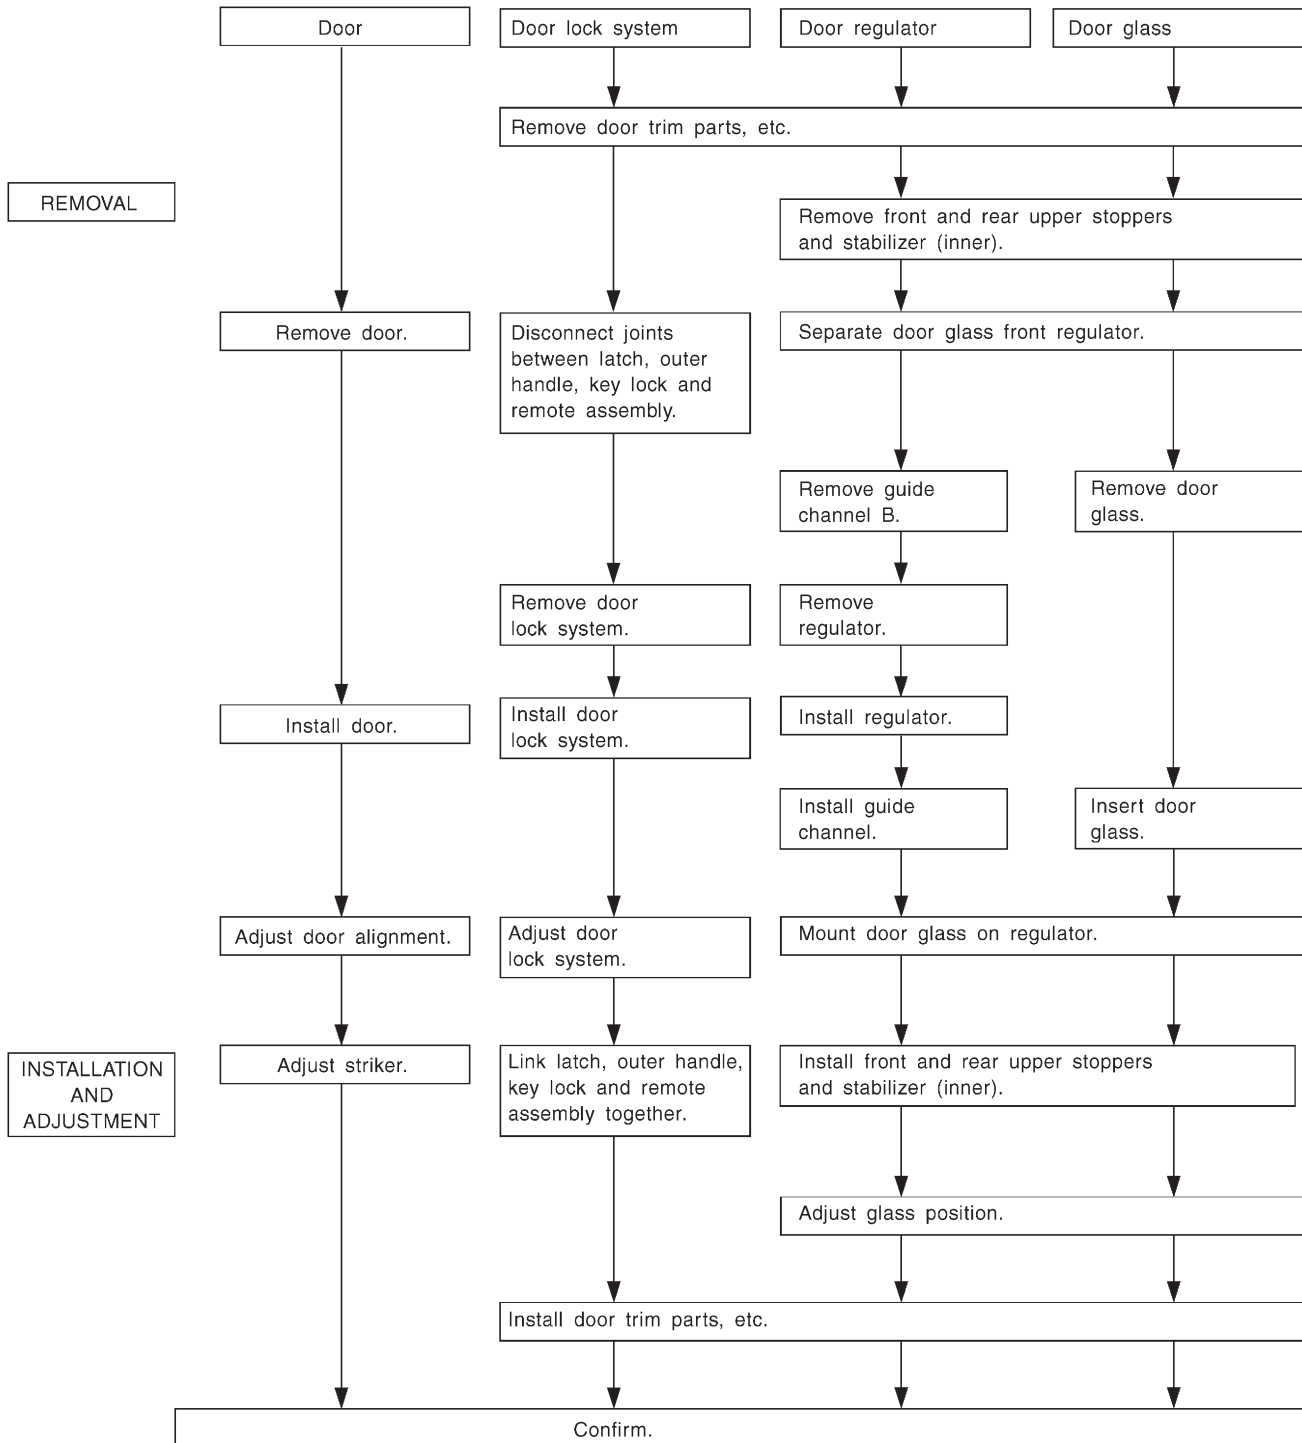 Door
Door lock system
Door regulator
Door glass
Remove door trim parts, etc.
REMOVAL
Remove front and rear upper stoppers
and stabilizer (inner).
Remove door.
Disconnect joints
between latch, outer
handle, key lock and
remote assembly.
Separate door glass front regulator.
Remove guide
channel B.
Remove door
glass.
Remove door
lock system.
Remove
regulator.
Install door.
Install door
lock system.
Install regulator.
Install guide
channel.
Insert door
glass.
Adjust door alignment.
Adjust door
lock system.
Mount door glass on regulator.
INSTALLATION
AND
ADJUSTMENT
Adjust striker.
Link latch, outer handle,
key lock and remote
assembly together.
Install front and rear upper stoppers
and stabilizer (inner).
Adjust glass position.
Install door trim parts, etc.
Confirm.